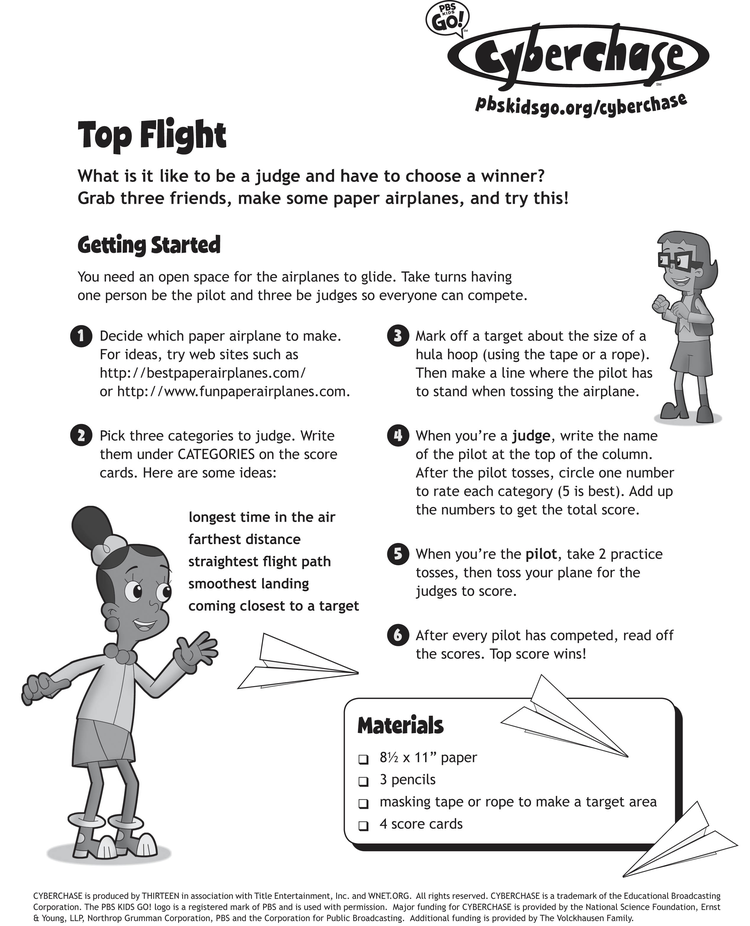 PBS
KIDS
GO!
Cyberchase
pbskidsgo.org/cyberchase
Top Flight
What is it like to be a judge and have to choose a winner?
Grab three friends, make some paper airplanes, and try this!
Getting Started
You need an open space for the airplanes to glide. Take turns having
one person be the pilot and three be judges so everyone can compete.
1 Decide which paper airplane to make.
For ideas, try web sites such as
http://bestpaperairplanes.com/
or http://www.funpaperairplanes.com.
2 Pick three categories to judge. Write
them under CATEGORIES on the score
cards. Here are some ideas:
longest time in the air
farthest distance
straightest flight path
smoothest landing
coming closest to a target
3 Mark off a target about the size of a
hula hoop (using the tape or a rope).
Then make a line where the pilot has
to stand when tossing the airplane.
4 When you're a judge, write the name
of the pilot at the top of the column.
After the pilot tosses, circle one number
to rate each category (5 is best). Add up
the numbers to get the total score.
5 When you're the pilot, take 2 practice
tosses, then toss your plane for the
judges to score.
6 After every pilot has competed, read off
the scores. Top score wins!
Materials
8½ x 11” paper
3 pencils
masking tape or rope to make a target area
4 score cards
CYBERCHASE is produced by THIRTEEN in association with Title Entertainment, Inc. and WNET.ORG. All rights reserved. CYBERCHASE is a trademark of the Educational Broadcasting
Corporation. The PBS KIDS GO! logo is a registered mark of PBS and is used with permission. Major funding for CYBERCHASE is provided by the National Science Foundation, Ernst
& Young, LLP, Northrop Grumman Corporation, PBS and the Corporation for Public Broadcasting. Additional funding is provided by The Volckhausen Family.